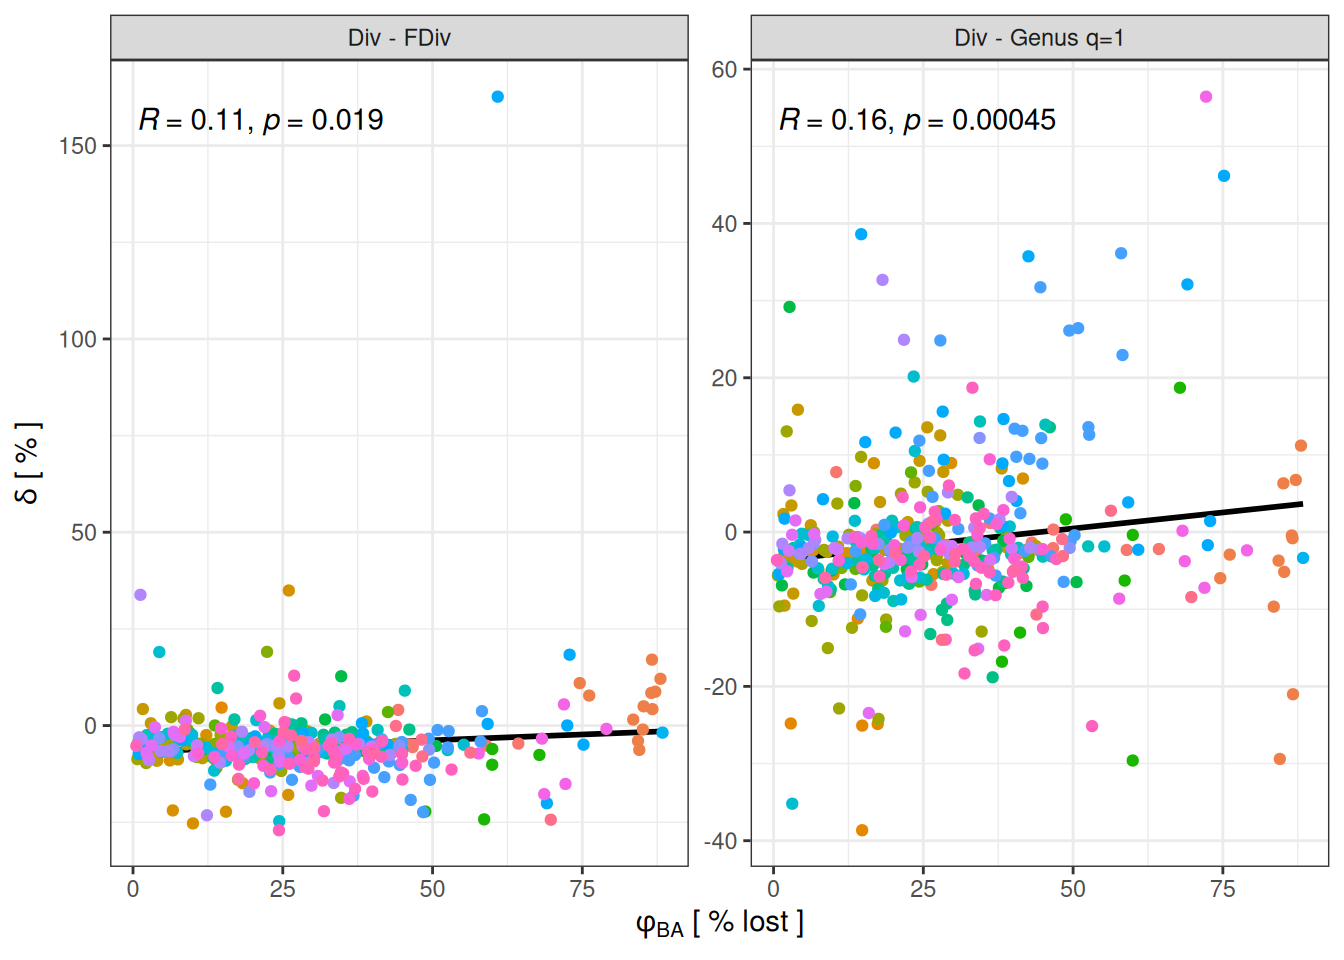 Div - FDiv
Div - Genus q=1
R = 0.11, p = 0.019
R = 0.16, p = 0.00045
150
100
50
0
60
40
20
0
-20
-40
0 25 50 75
0 25 50 75
δ [ % ]
φBA [ % lost ]